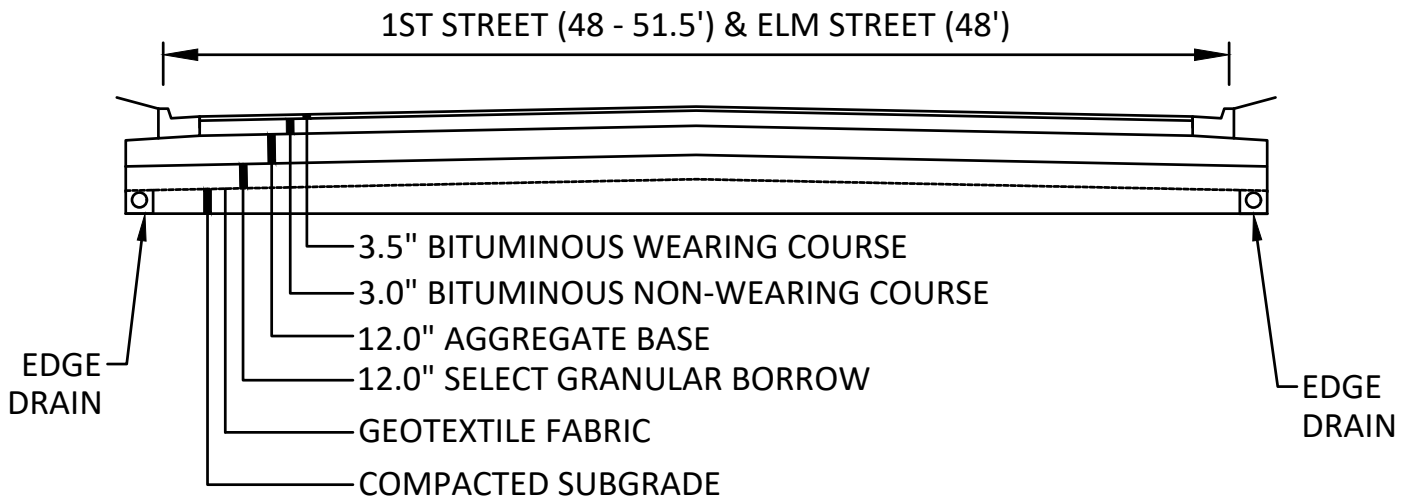 1ST STREET (48 - 51.5') & ELM STREET (48')
3.5" BITUMINOUS WEARING COURSE
3.0" BITUMINOUS NON-WEARING COURSE
12.0" AGGREGATE BASE
12.0" SELECT GRANULAR BORROW
GEOTEXTILE FABRIC
COMPACTED SUBGRADE
EDGE
DRAIN
EDGE
DRAIN